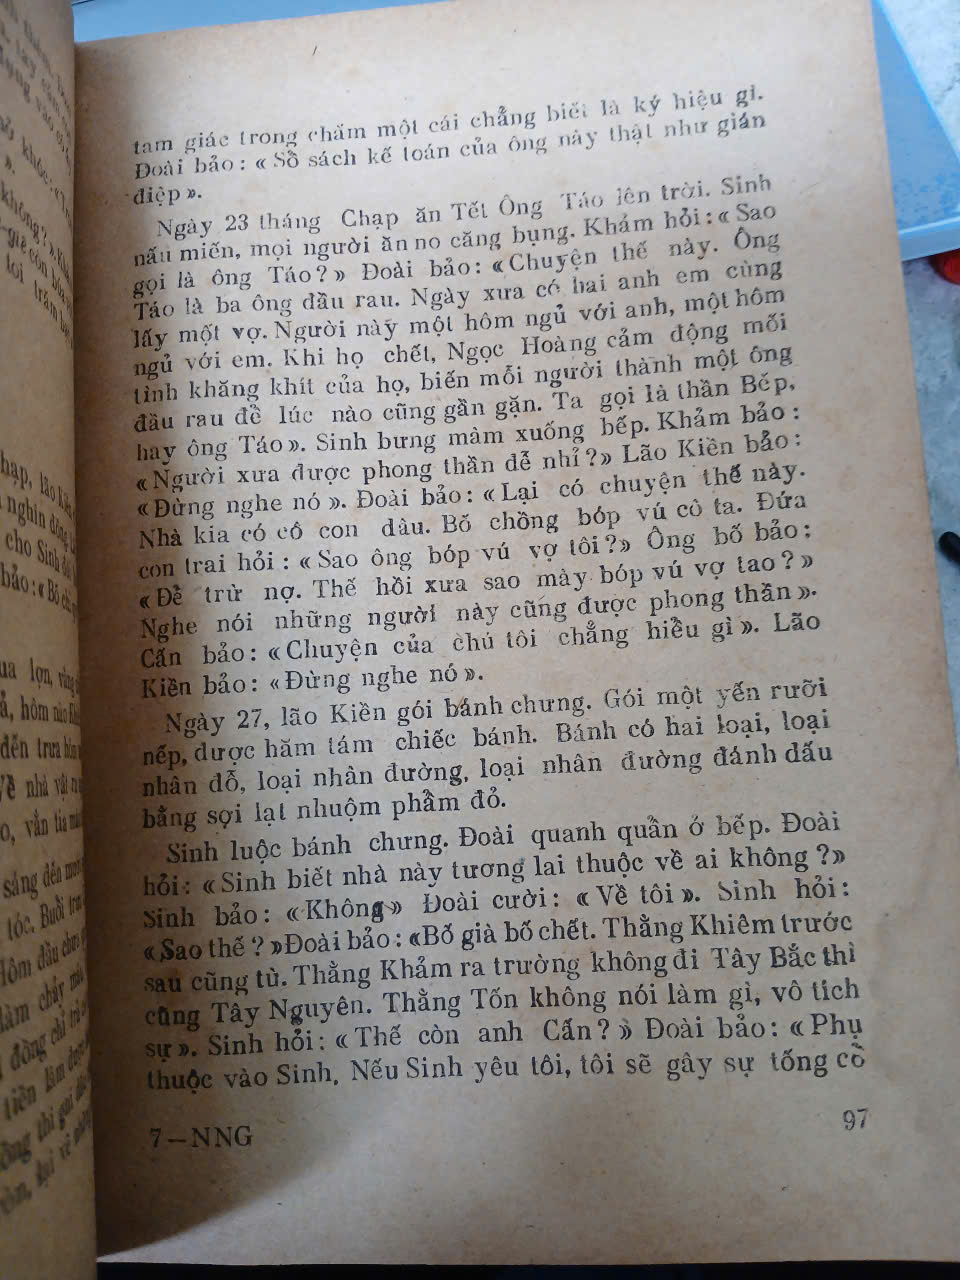 tam giác trong chấm một cái chẳng biết là ký hiệu gì.
Đoài bảo: « Sổ sách kế toán của ông này thật như gián
điệp ».
Ngày 23 tháng Chạp ăn Tết Ông Táo lên trời. Sinh
nấu miến, mọi người ăn no căng bụng. Khảm hỏi: « Sao
gọi là ông Táo? » Đoài bảo: « Chuyện thế này. Ông
Táo là ba ông đầu rau. Ngày xưa có hai anh em cùng
lấy một vợ. Người này một hôm ngủ với anh, một hôm
ngủ với em. Khi họ chết, Ngọc Hoàng cảm động mối
tình khăng khít của họ, biến mỗi người thành một ông
đầu rau để lúc nào cũng gần gặn. Ta gọi là thần Bếp,
hay ông Táo ». Sinh bưng mâm xuống bếp. Khảm bảo:
« Người xưa được phong thần dễ nhỉ? » Lão Kiền bảo:
« Đừng nghe nó ». Đoài bảo: « Lại có chuyện thế này.
Nhà kia có cô con dâu. Bố chồng bóp vú cô ta. Đứa
con trai hỏi: « Sao ông bóp vú vợ tôi? » Ông bố bảo:
« Để trừ nợ. Thế hồi xưa sao mày bóp vú vợ tao? »
Nghe nói những người này cũng được phong thần ».
Cấn bảo: « Chuyện của chú tôi chẳng hiểu gì ». Lão
Kiền bảo: « Đừng nghe nó ».
Ngày 27, lão Kiền gói bánh chưng. Gói một yến rưỡi
nếp, được hăm tám chiếc bánh. Bánh có hai loại, loại
nhân đỗ, loại nhân đường, loại nhân đường đánh dấu
bằng sợi lạt nhuộm phẩm đỏ.
Sinh luộc bánh chưng. Đoài quanh quẩn ở bếp. Đoài
hỏi: « Sinh biết nhà này tương lai thuộc về ai không? »
Sinh bảo: « Không » Đoài cười: « Về tôi ». Sinh hỏi:
« Sao thế? » Đoài bảo: « Bố già bố chết. Thằng Khiêm trước
sau cũng tù. Thằng Khảm ra trường không đi Tây Bắc thì
cũng Tây Nguyên. Thằng Tốn không nói làm gì, vô tích
sự ». Sinh hỏi: « Thế còn anh Cấn? » Đoài bảo: « Phụ
thuộc vào Sinh. Nếu Sinh yêu tôi, tôi sẽ gây sự tống cổ
7—NNG
97